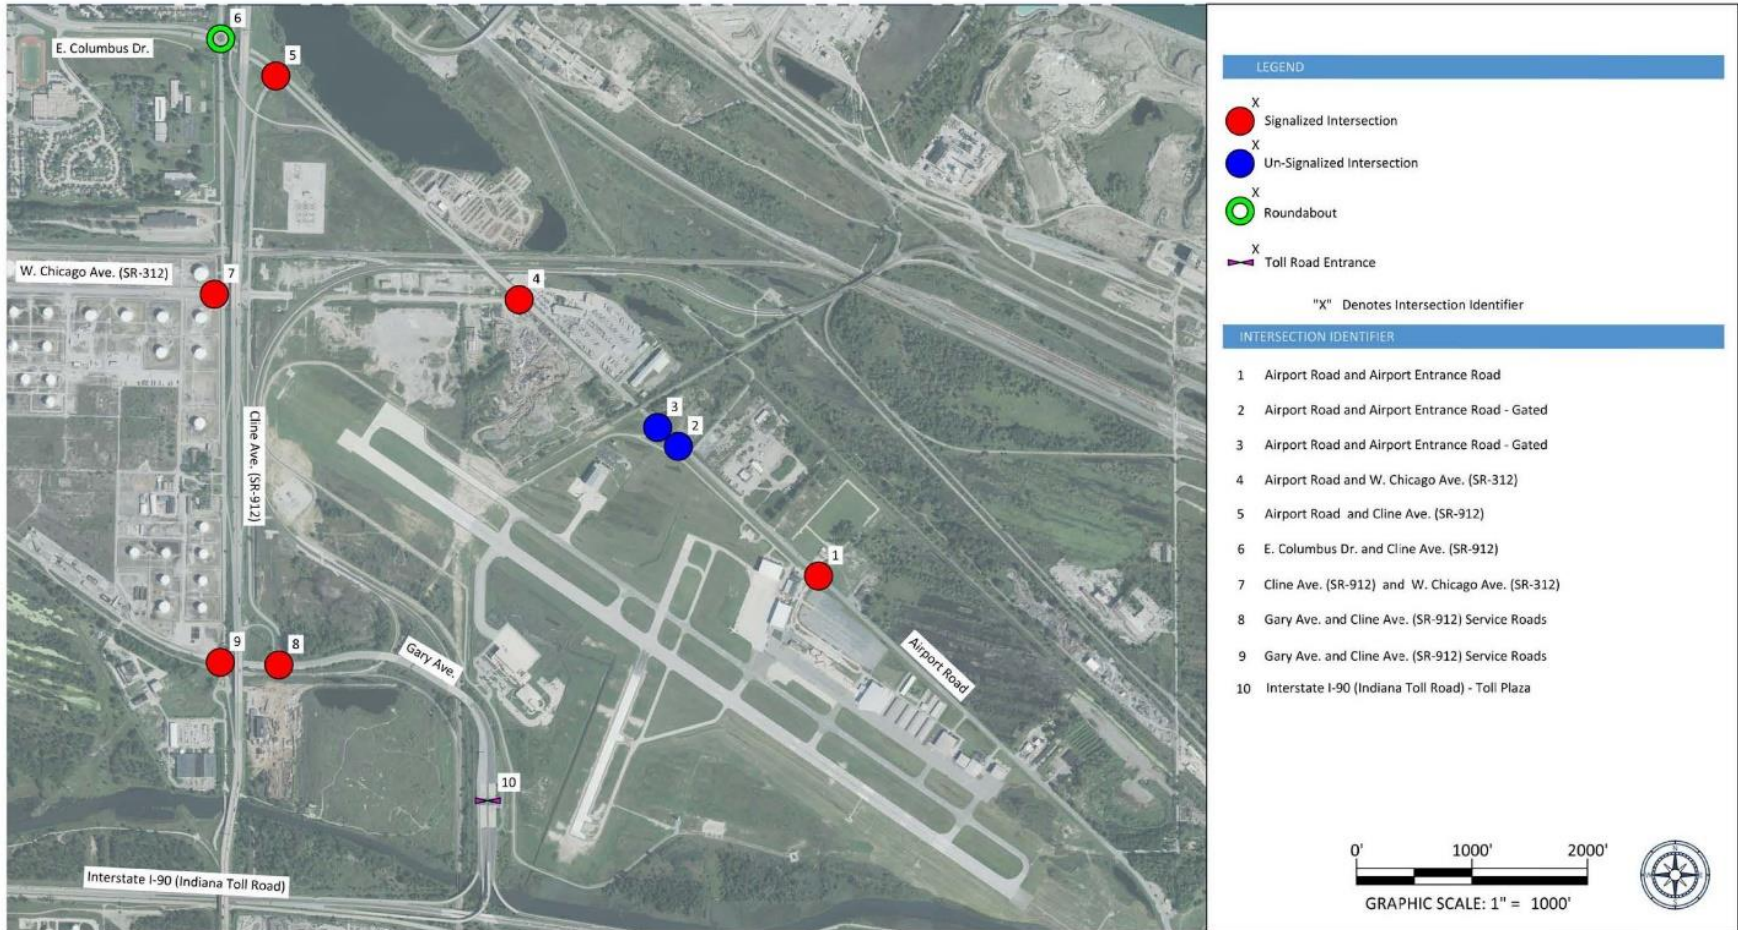 6
E. Columbus Dr.
5
W. Chicago Ave. (SR-312)
7
4
Cline Ave. (SR-912)
3
2
1
9
8
Gary Ave.
Airport Road
10
Interstate I-90 (Indiana Toll Road)
LEGEND
X
Signalized Intersection
X
Un-Signalized Intersection
X
Roundabout
X
Toll Road Entrance
"X" Denotes Intersection Identifier
INTERSECTION IDENTIFIER
1 Airport Road and Airport Entrance Road
2 Airport Road and Airport Entrance Road - Gated
3 Airport Road and Airport Entrance Road - Gated
4 Airport Road and W. Chicago Ave. (SR-312)
5 Airport Road and Cline Ave. (SR-912)
6 E. Columbus Dr. and Cline Ave. (SR-912)
7 Cline Ave. (SR-912) and W. Chicago Ave. (SR-312)
8 Gary Ave. and Cline Ave. (SR-912) Service Roads
9 Gary Ave. and Cline Ave. (SR-912) Service Roads
10 Interstate I-90 (Indiana Toll Road) - Toll Plaza
0' 1000' 2000'
GRAPHIC SCALE: 1" = 1000'